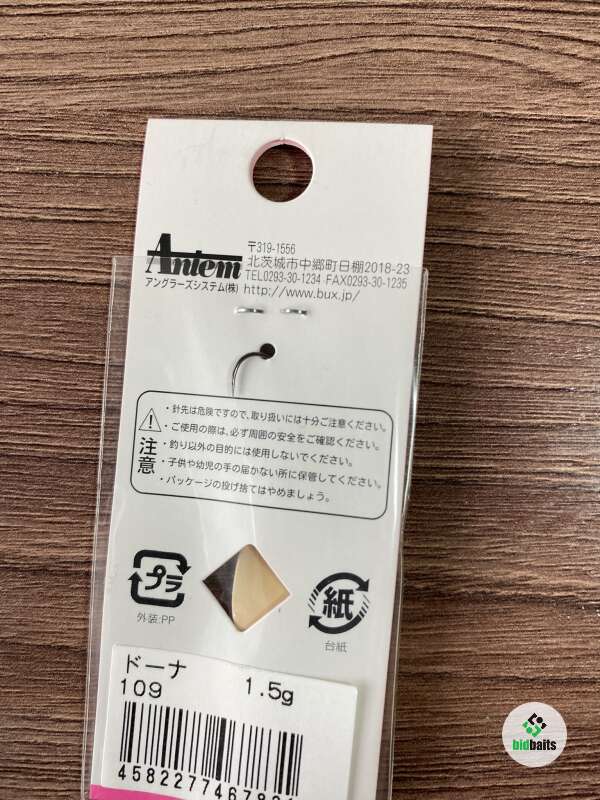 Antem
アングラーズシステム(株)
〒319-1556
北茨城市中郷町日棚2018-23
TEL0293-30-1234 FAX0293-30-1235
http://www.bux.jp/
注意
・針先は危険ですので、取り扱いには十分ご注意ください。
・ご使用の際は、必ず周囲の安全をご確認ください。
・釣り以外の目的には使用しないでください。
・子供や幼児の手の届かない所に保管してください。
・パッケージの投げ捨てはやめましょう。
プラ
外装:PP
紙
台紙
ドーナ
109 1.5g
bidbaits